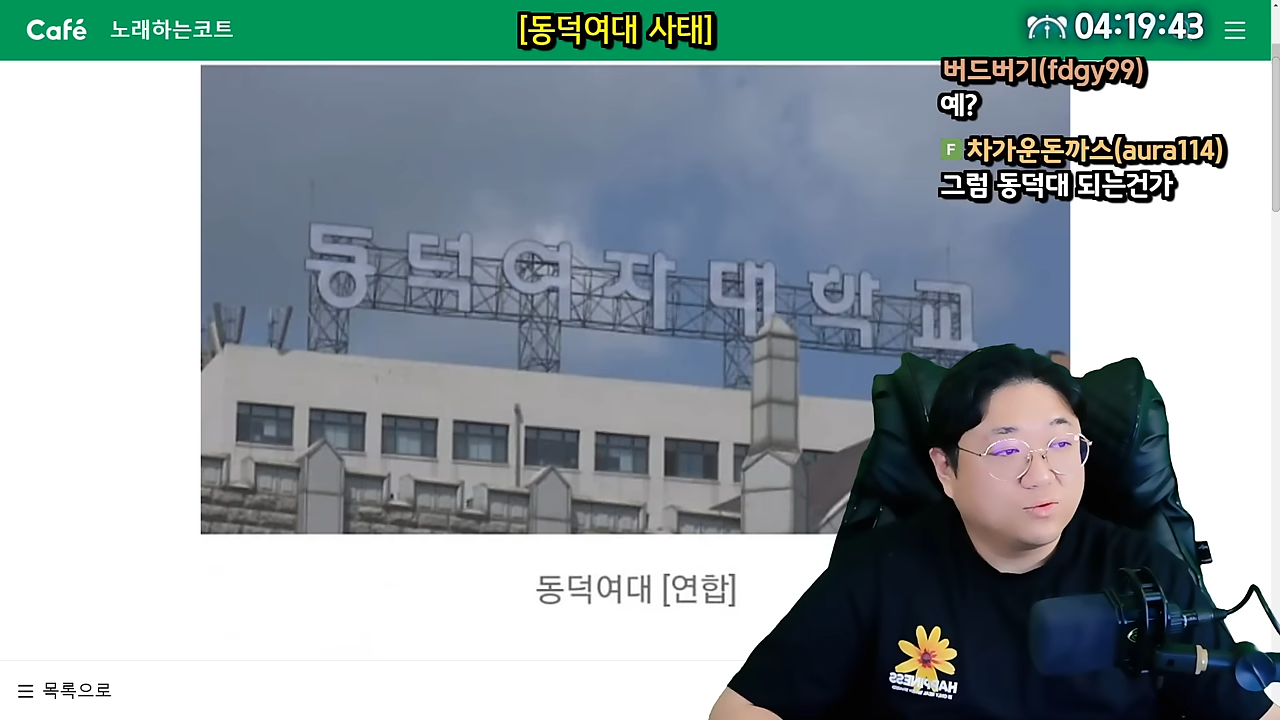 Café 노래하는코트
[동덕여대 사태]
04:19:43
버드버기(fdgy99)
예?
F 차가운돈까스(aura114)
그럼 동덕대 되는건가
동덕여자대학교
동덕여대 [연합]
목록으로
HAPPINESS